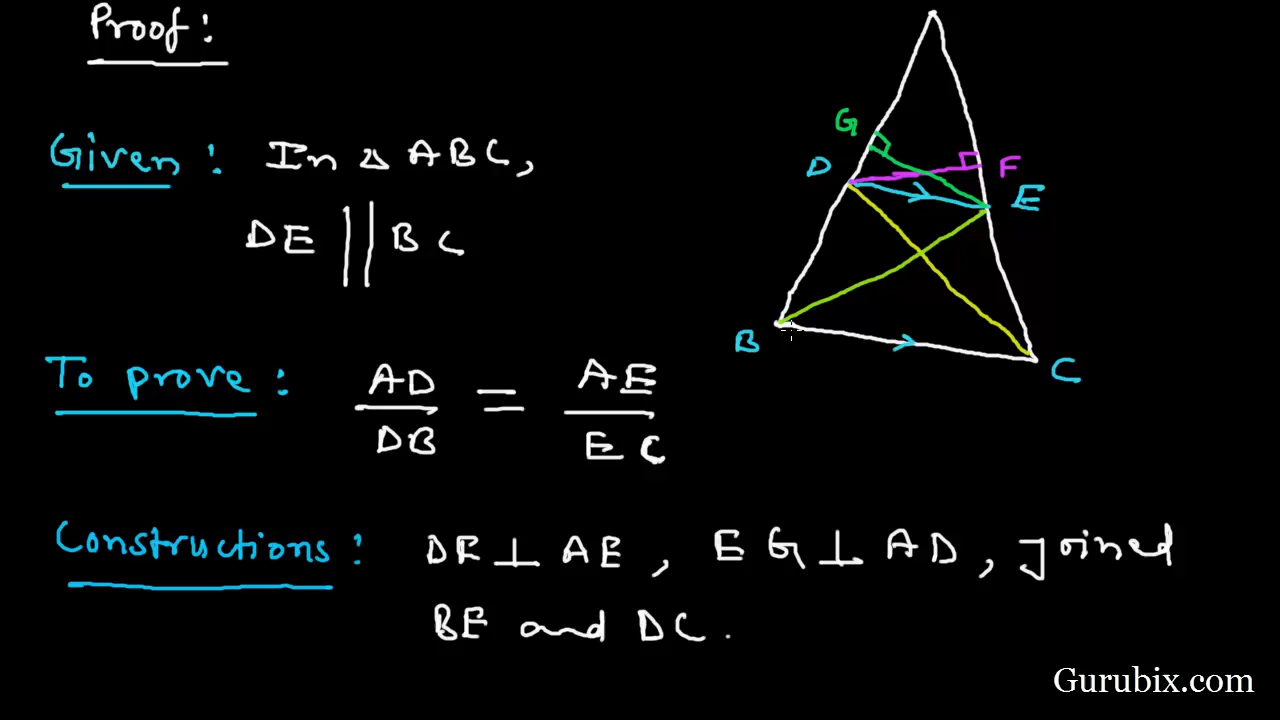 Proof:
Given: In △ ABC,
DE || BC
To prove: AD/DB = AE/EC
Constructions: DF ⊥ AE, EG ⊥ AD, joined
BE and DC.
G
D
F
E
B
C
Gurubix.com